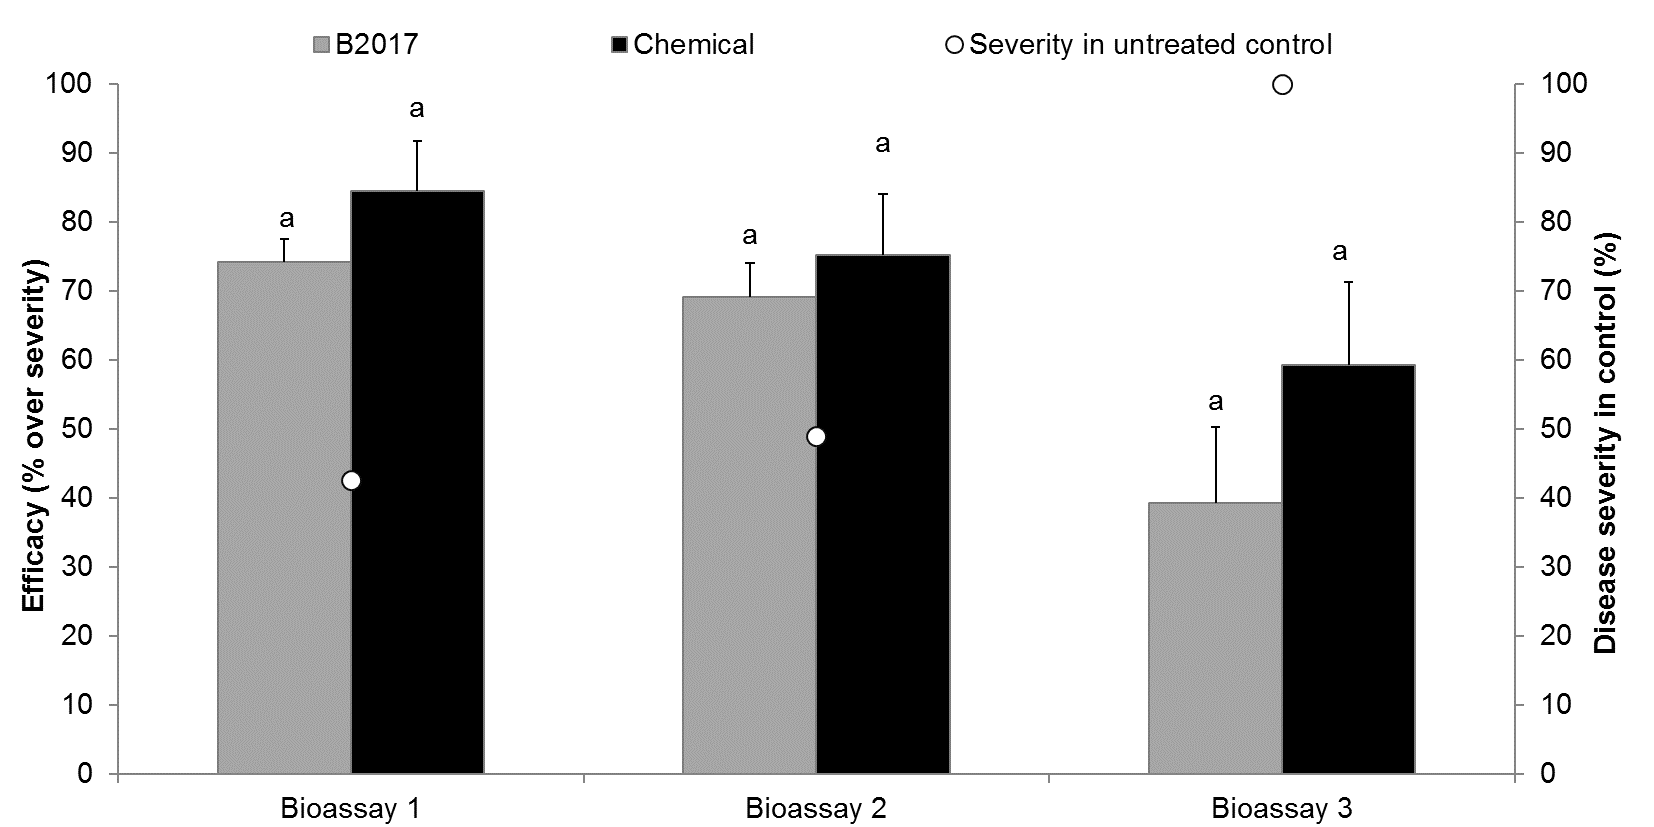 B2017 Chemical Severity in untreated control
100 100
a
90 90
a
80 a 80
a
70 70
a
60 60
50 50
a
40 40
30 30
20 20
10 10
0 0
Efficacy (% over severity)
Disease severity in control (%)
Bioassay 1 Bioassay 2 Bioassay 3